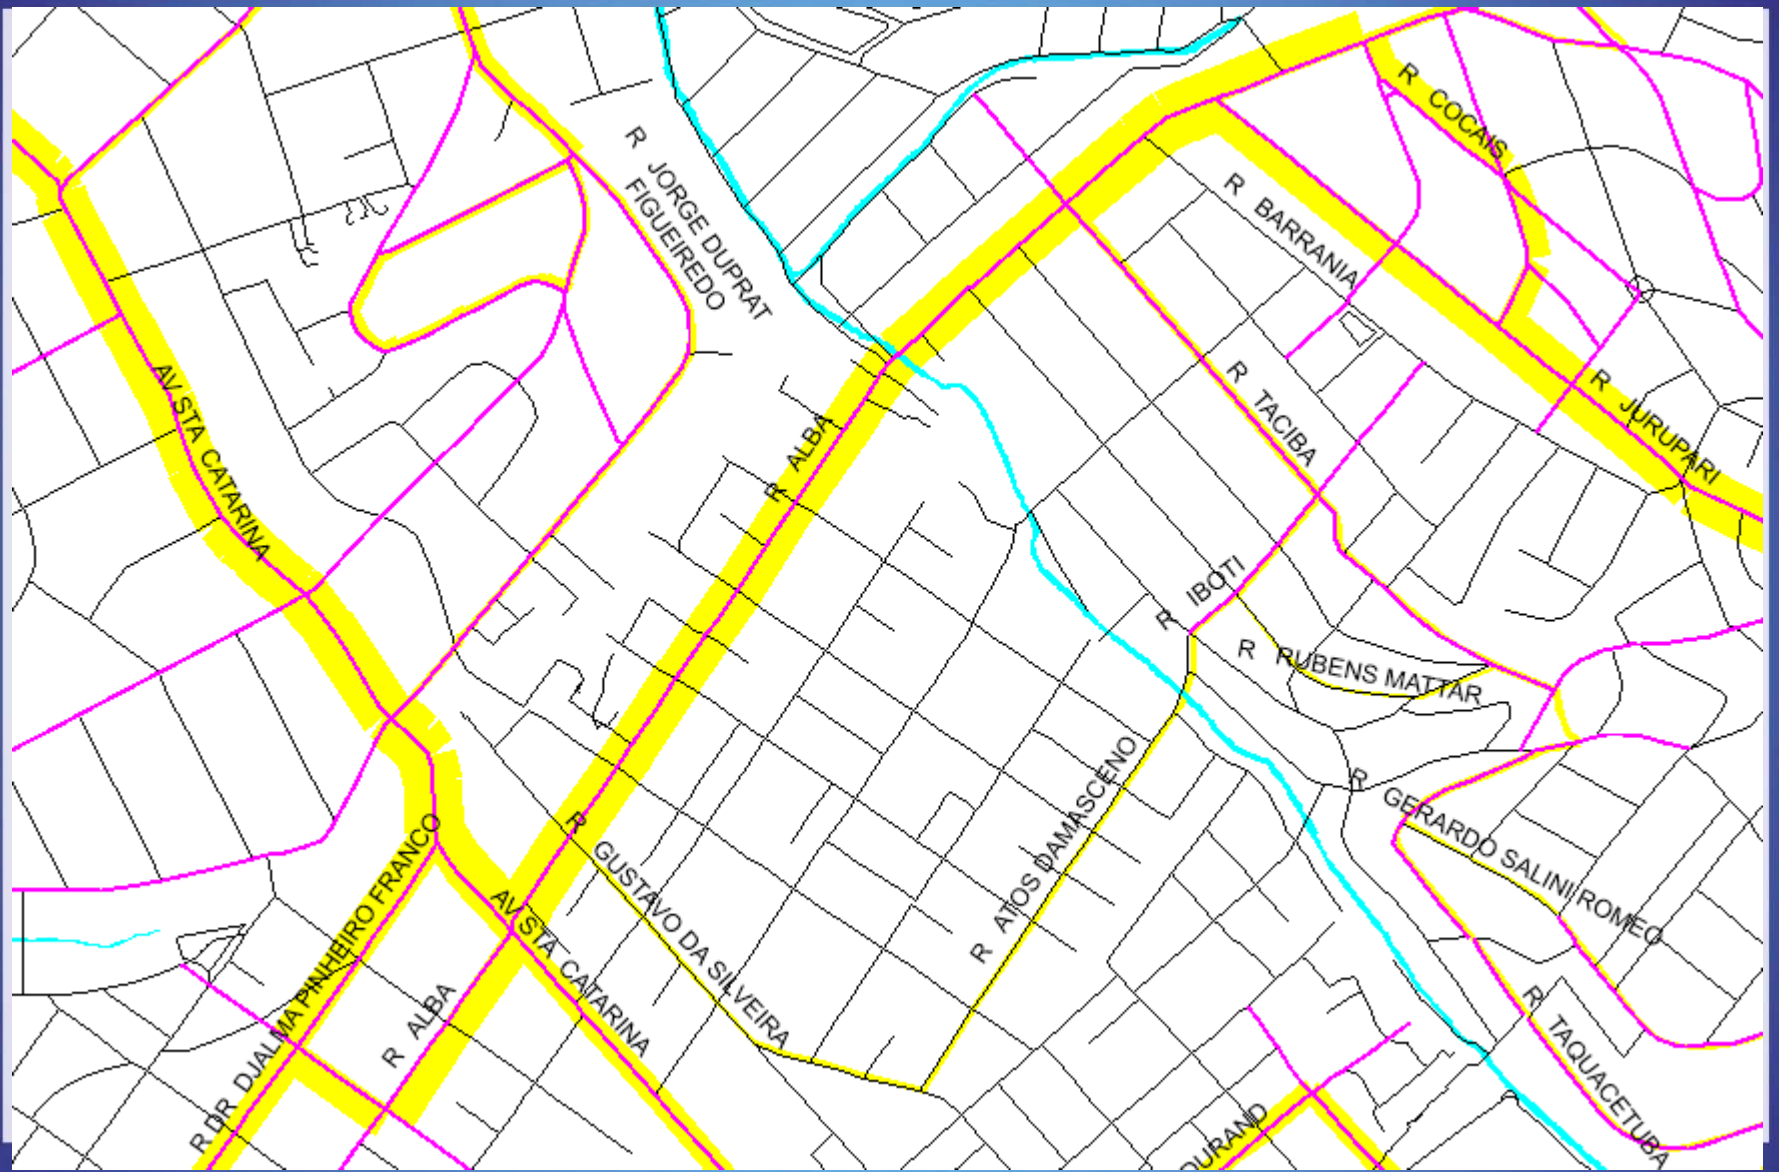 R COCAIS
R JORGE DUPRAT
FIGUEIREDO
R BARRANIA
AV STA CATARINA
R TACIBA
R JURUPARI
R ALBA
R IBOTI
R RUBENS MATTAR
R ATOS DAMASCENO
R GERARDO SALINI ROMEO
R GUSTAVO DA SILVEIRA
AV STA CATARINA
R DR DJALMA PINHEIRO FRANCO
R ALBA
R TAQUACETUBA
DURAND